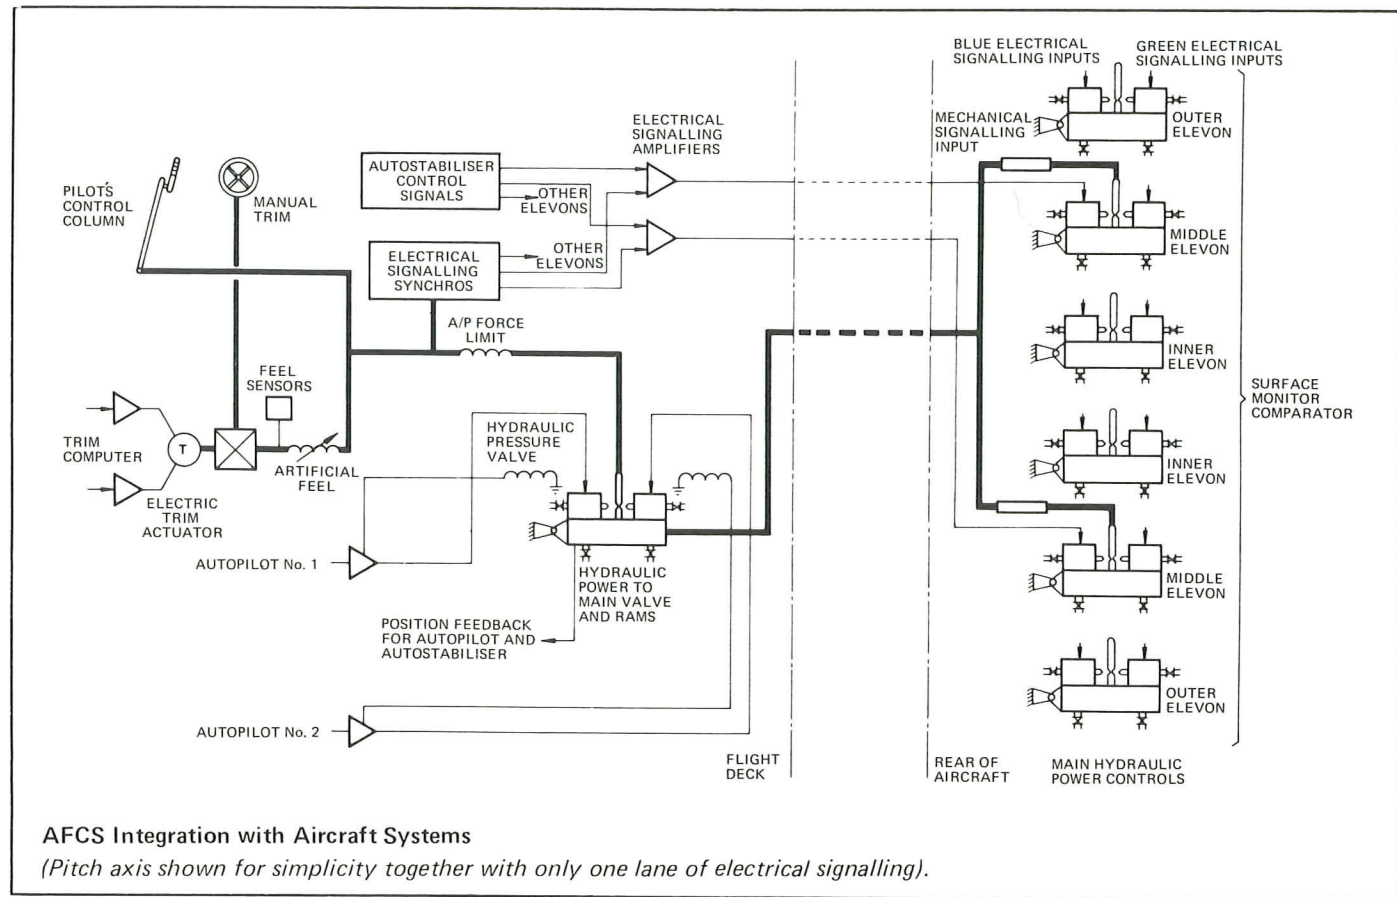 BLUE ELECTRICAL
SIGNALLING INPUTS
GREEN ELECTRICAL
SIGNALLING INPUTS
ELECTRICAL
SIGNALLING
AMPLIFIERS
MECHANICAL
SIGNALLING
INPUT
OUTER
ELEVON
PILOT'S
CONTROL
COLUMN
MANUAL
TRIM
AUTOSTABILISER
CONTROL
SIGNALS
OTHER
ELEVONS
ELECTRICAL
SIGNALLING
SYNCHROS
OTHER
ELEVONS
MIDDLE
ELEVON
A/P FORCE
LIMIT
INNER
ELEVON
FEEL
SENSORS
SURFACE
MONITOR
COMPARATOR
TRIM
COMPUTER
T
ARTIFICIAL
FEEL
HYDRAULIC
PRESSURE
VALVE
INNER
ELEVON
ELECTRIC
TRIM
ACTUATOR
AUTOPILOT No. 1
HYDRAULIC
POWER TO
MAIN VALVE
AND RAMS
MIDDLE
ELEVON
POSITION FEEDBACK
FOR AUTOPILOT AND
AUTOSTABILISER
OUTER
ELEVON
AUTOPILOT No. 2
FLIGHT
DECK
REAR OF
AIRCRAFT
MAIN HYDRAULIC
POWER CONTROLS
AFCS Integration with Aircraft Systems
(Pitch axis shown for simplicity together with only one lane of electrical signalling).